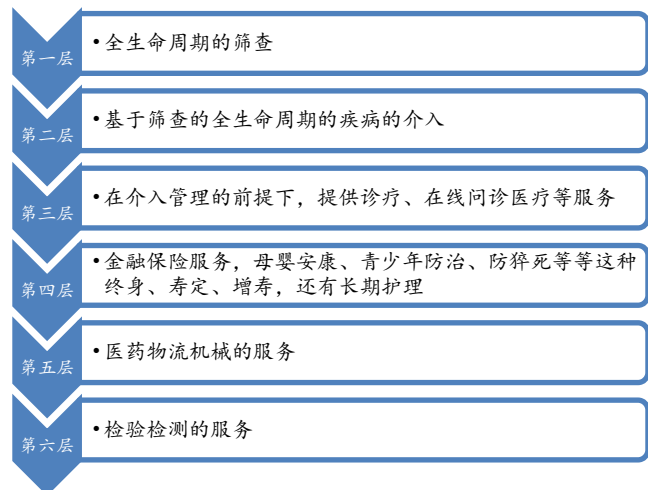 第一层
•全生命周期的筛查
第二层
•基于筛查的全生命周期的疾病的介入
第三层
•在介入管理的前提下，提供诊疗、在线问诊医疗等服务
第四层
•金融保险服务，母婴安康、青少年防治、防猝死等等这种
终身、寿定、增寿，还有长期护理
第五层
•医药物流机械的服务
第六层
•检验检测的服务